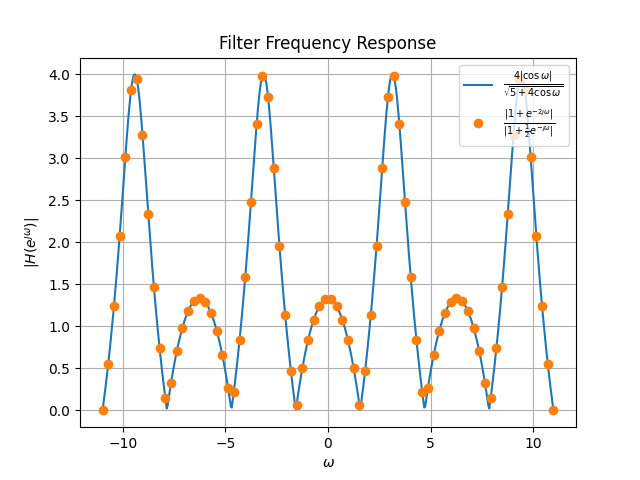 Filter Frequency Response
|H(e^{jω})|
4.0
3.5
3.0
2.5
2.0
1.5
1.0
0.5
0.0
−10
−5
0
5
10
ω
4|cos ω| / √(5 + 4cos ω)
|1 + e^{−2jω}| / |1 + ½e^{−jω}|